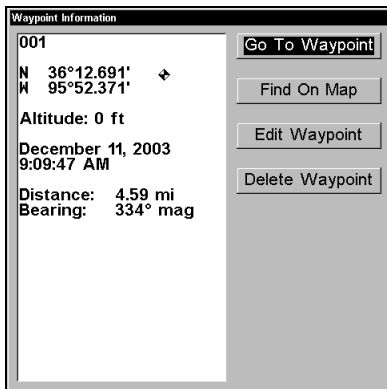 Waypoint Information
001
N 36°12.691'
W 95°52.371'
Altitude: 0 ft
December 11, 2003
9:09:47 AM
Distance: 4.59 mi
Bearing: 334° mag
Go To Waypoint
Find On Map
Edit Waypoint
Delete Waypoint